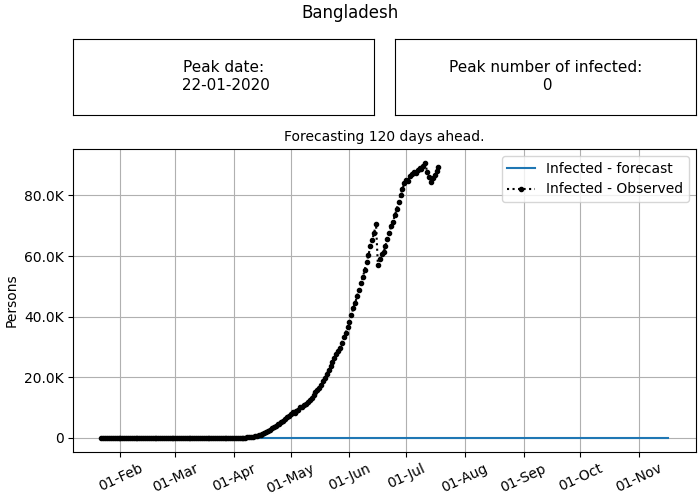 Bangladesh
Peak date:
22-01-2020
Peak number of infected:
0
Forecasting 120 days ahead.
Infected - forecast
Infected - Observed
Persons
80.0K
60.0K
40.0K
20.0K
0
01-Feb
01-Mar
01-Apr
01-May
01-Jun
01-Jul
01-Aug
01-Sep
01-Oct
01-Nov